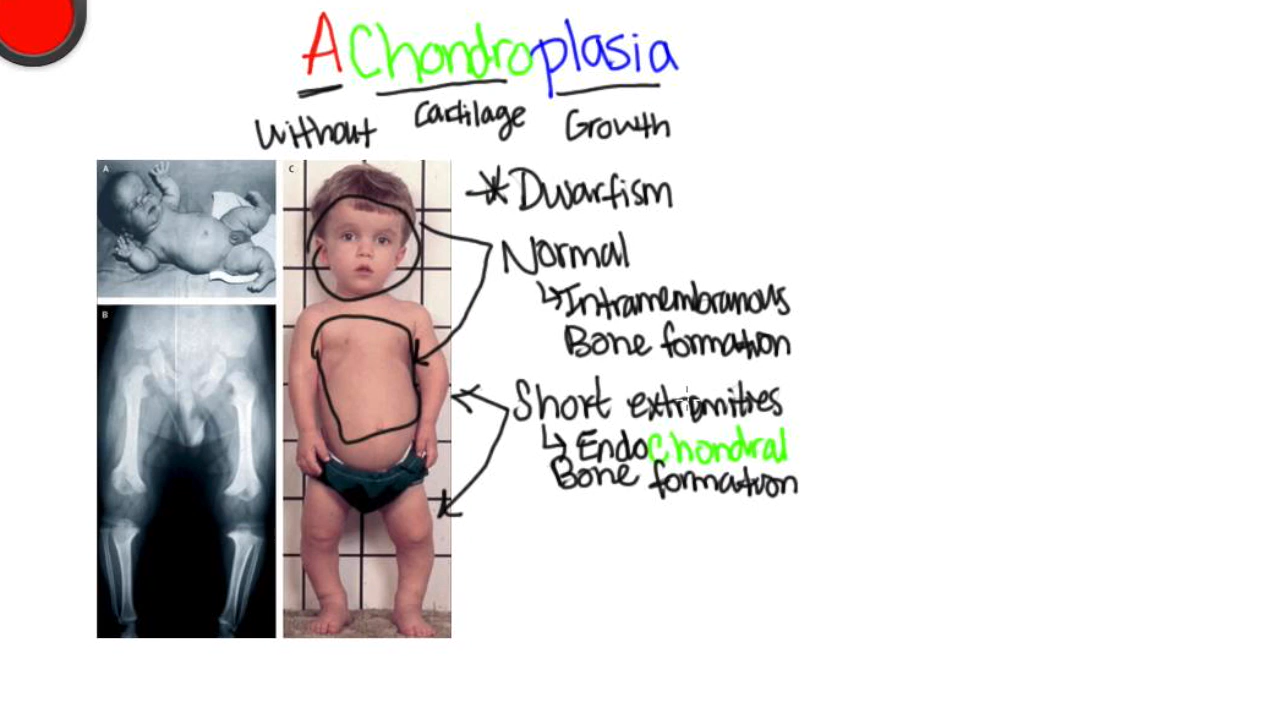 AChondroplasia
Without Cartilage Growth
A
C
* Dwarfism
Normal
↳ Intramembranous
Bone formation
B
Short extremities
↳ EndoChondral
Bone formation